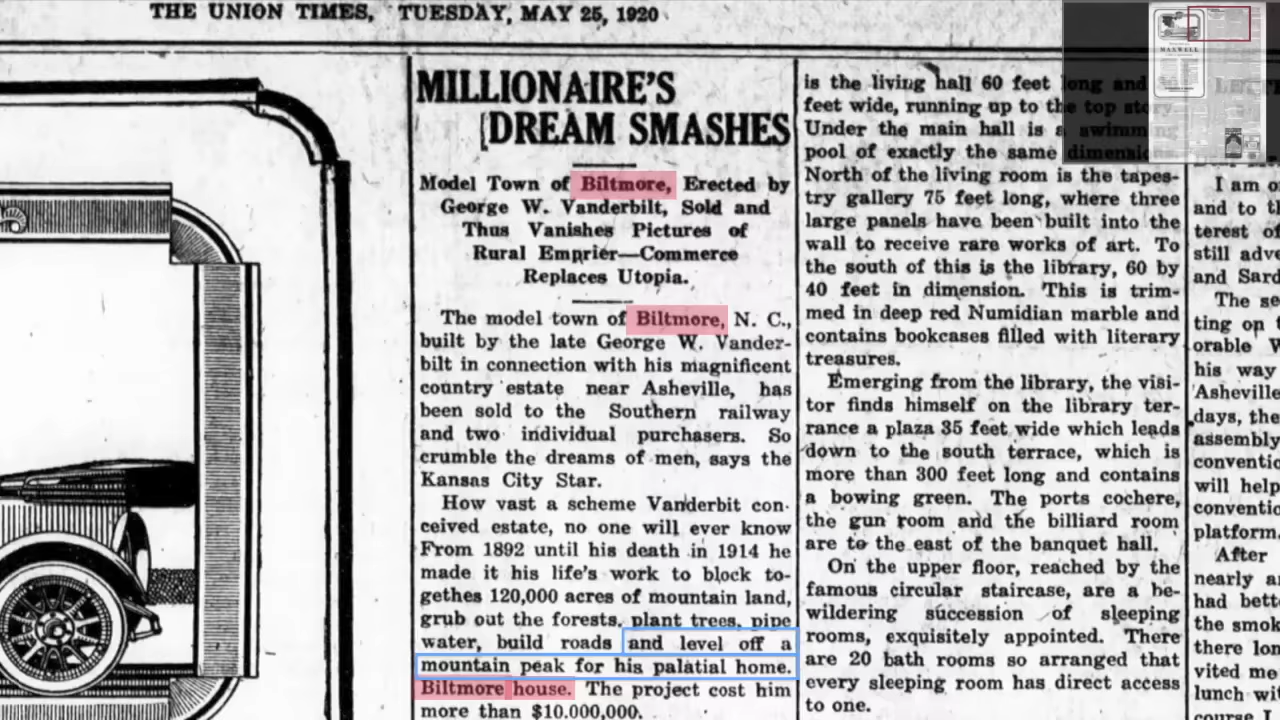 THE UNION TIMES, TUESDAY, MAY 25, 1920
MILLIONAIRE'S
DREAM SMASHES
Model Town of Biltmore, Erected by
George W. Vanderbilt, Sold and
Thus Vanishes Pictures of
Rural Emprier—Commerce
Replaces Utopia.
The model town of Biltmore, N. C.,
built by the late George W. Vander-
bilt in connection with his magnificent
country estate near Asheville, has
been sold to the Southern railway
and two individual purchasers. So
crumble the dreams of men, says the
Kansas City Star.
How vast a scheme Vanderbit con-
ceived estate, no one will ever know
From 1892 until his death in 1914 he
made it his life's work to block to-
gethes 120,000 acres of mountain land,
grub out the forests, plant trees, pipe
water, build roads and level off a
mountain peak for his palatial home.
Biltmore house. The project cost him
more than $10.000,000.
is the living hall 60 feet long and
feet wide, running up to the top story.
Under the main hall is a swimming
pool of exactly the same dimensions.
North of the living room is the tapes-
try gallery 75 feet long, where three
large panels have been built into the
wall to receive rare works of art. To
the south of this is the library, 60 by
40 feet in dimension. This is trim-
med in deep red Numidian marble and
contains bookcases filled with literary
treasures.
Emerging from the library, the visi-
tor finds himself on the library ter-
rance a plaza 35 feet wide which leads
down to the south terrace, which is
more than 300 feet long and contains
a bowing green. The ports cochere,
the gun room and the billiard room
are to the east of the banquet hall.
On the upper floor, reached by the
famous circular staircase, are a be-
wildering succession of sleeping
rooms, exquisitely appointed. There
are 20 bath rooms so arranged that
every sleeping room has direct access
to one.
I am
and to
terest of
still
and
The
ting on
orable W
his way
Asheville
days, the
assembly
will help
platform.
After
nearly
had
the
there
vited me
lunch
MAXWELL